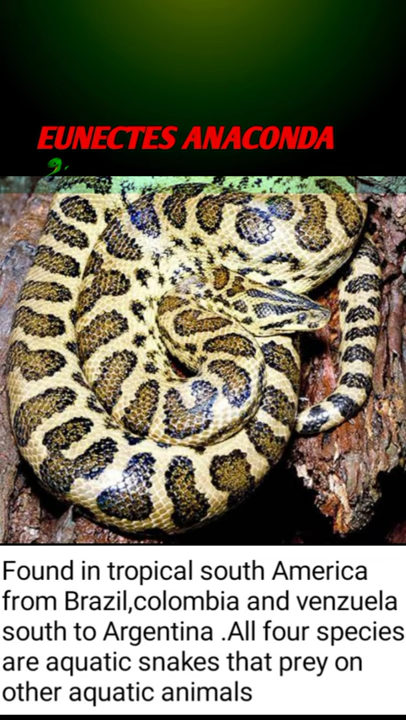 EUNECTES ANACONDA
Found in tropical south America
from Brazil,colombia and venzuela
south to Argentina .All four species
are aquatic snakes that prey on
other aquatic animals